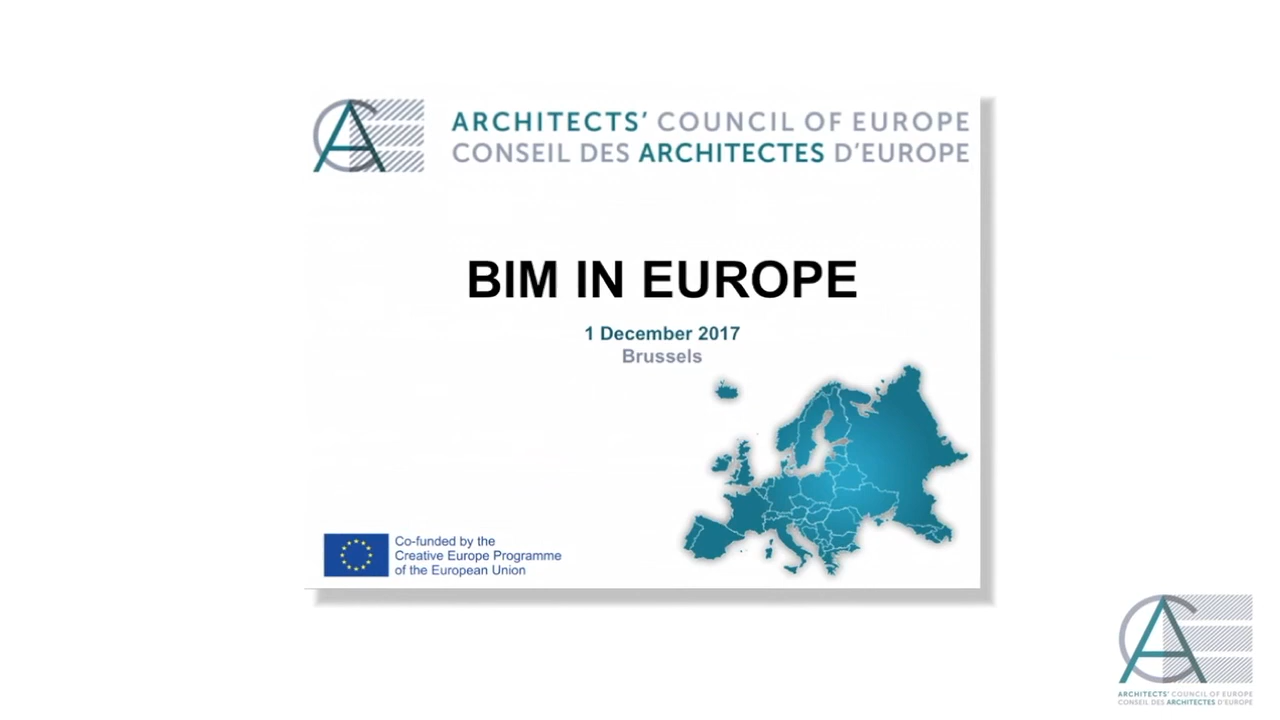 ARCHITECTS' COUNCIL OF EUROPE
CONSEIL DES ARCHITECTES D'EUROPE
BIM IN EUROPE
1 December 2017
Brussels
Co-funded by the
Creative Europe Programme
of the European Union
ARCHITECTS' COUNCIL OF EUROPE
CONSEIL DES ARCHITECTES D'EUROPE